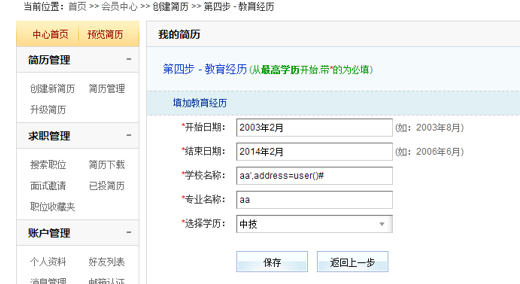 当前位置：首页 >> 会员中心 >> 创建简历 >> 第四步 - 教育经历
中心首页 预览简历
简历管理 -
创建新简历 简历管理
升级简历
求职管理 -
搜索职位 简历下载
面试邀请 已投简历
职位收藏夹
账户管理 -
个人资料 好友列表
消息管理 邮箱认证
我的简历
第四步 - 教育经历 (从最高学历开始.带*的为必填)
填加教育经历
*开始日期： 2003年2月 (如：2003年8月)
*结束日期： 2014年2月 (如：2006年6月)
*学校名称： aa',address=user()#
*专业名称： aa
*选择学历： 中技
保存 返回上一步